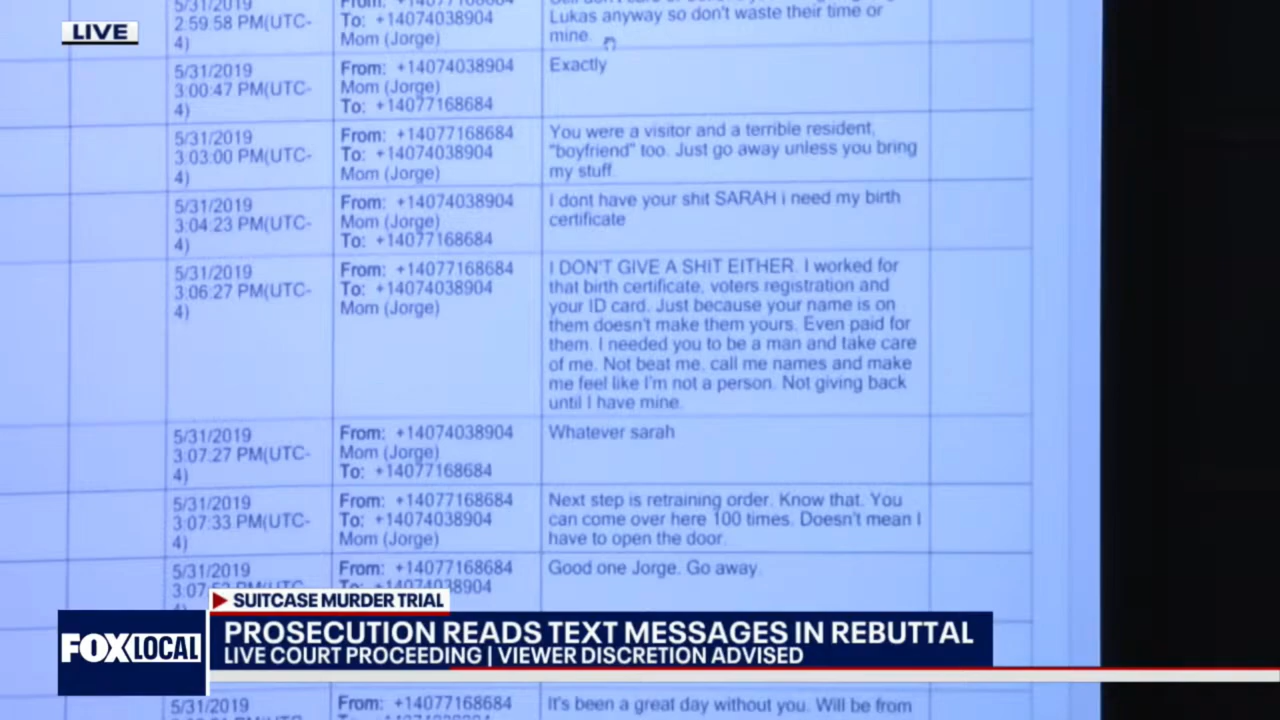 LIVE
5/31/2019
From:
2:59:58 PM(UTC-
To: +14074038904
Lukas anyway so don't waste their time or
4)
Mom (Jorge)
mine.
5/31/2019
From: +14074038904
Exactly
3:00:47 PM(UTC-
Mom (Jorge)
4)
To: +14077168684
5/31/2019
From: +14077168684
You were a visitor and a terrible resident,
3:03:00 PM(UTC-
To: +14074038904
"boyfriend" too. Just go away unless you bring
4)
Mom (Jorge)
my stuff.
5/31/2019
From: +14074038904
I dont have your shit SARAH i need my birth
3:04:23 PM(UTC-
Mom (Jorge)
certificate
4)
To: +14077168684
5/31/2019
From: +14077168684
I DON'T GIVE A SHIT EITHER. I worked for
3:06:27 PM(UTC-
To: +14074038904
that birth certificate, voters registration and
4)
Mom (Jorge)
your ID card. Just because your name is on
them doesn't make them yours. Even paid for
them. I needed you to be a man and take care
of me. Not beat me, call me names and make
me feel like I'm not a person. Not giving back
until I have mine.
5/31/2019
From: +14074038904
Whatever sarah
3:07:27 PM(UTC-
Mom (Jorge)
4)
To: +14077168684
5/31/2019
From: +14077168684
Next step is retraining order. Know that. You
3:07:33 PM(UTC-
To: +14074038904
can come over here 100 times. Doesn't mean I
4)
Mom (Jorge)
have to open the door.
5/31/2019
From: +14077168684
Good one Jorge. Go away.
To: +14074038904
SUITCASE MURDER TRIAL
FOX LOCAL
PROSECUTION READS TEXT MESSAGES IN REBUTTAL
LIVE COURT PROCEEDING | VIEWER DISCRETION ADVISED
5/31/2019
From: +14077168684
It's been a great day without you. Will be from